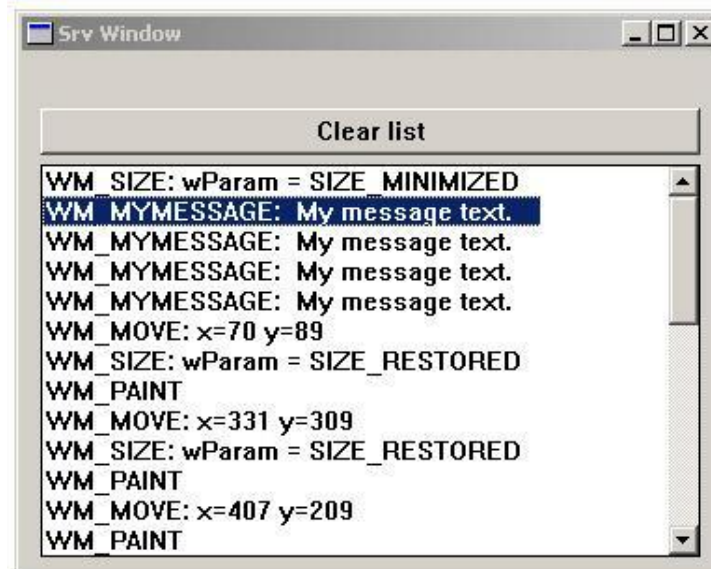 Srv Window
Clear list
WM_SIZE: wParam = SIZE_MINIMIZED
WM_MYMESSAGE:  My message text.
WM_MYMESSAGE:  My message text.
WM_MYMESSAGE:  My message text.
WM_MYMESSAGE:  My message text.
WM_MOVE: x=70 y=89
WM_SIZE: wParam = SIZE_RESTORED
WM_PAINT
WM_MOVE: x=331 y=309
WM_SIZE: wParam = SIZE_RESTORED
WM_PAINT
WM_MOVE: x=407 y=209
WM_PAINT